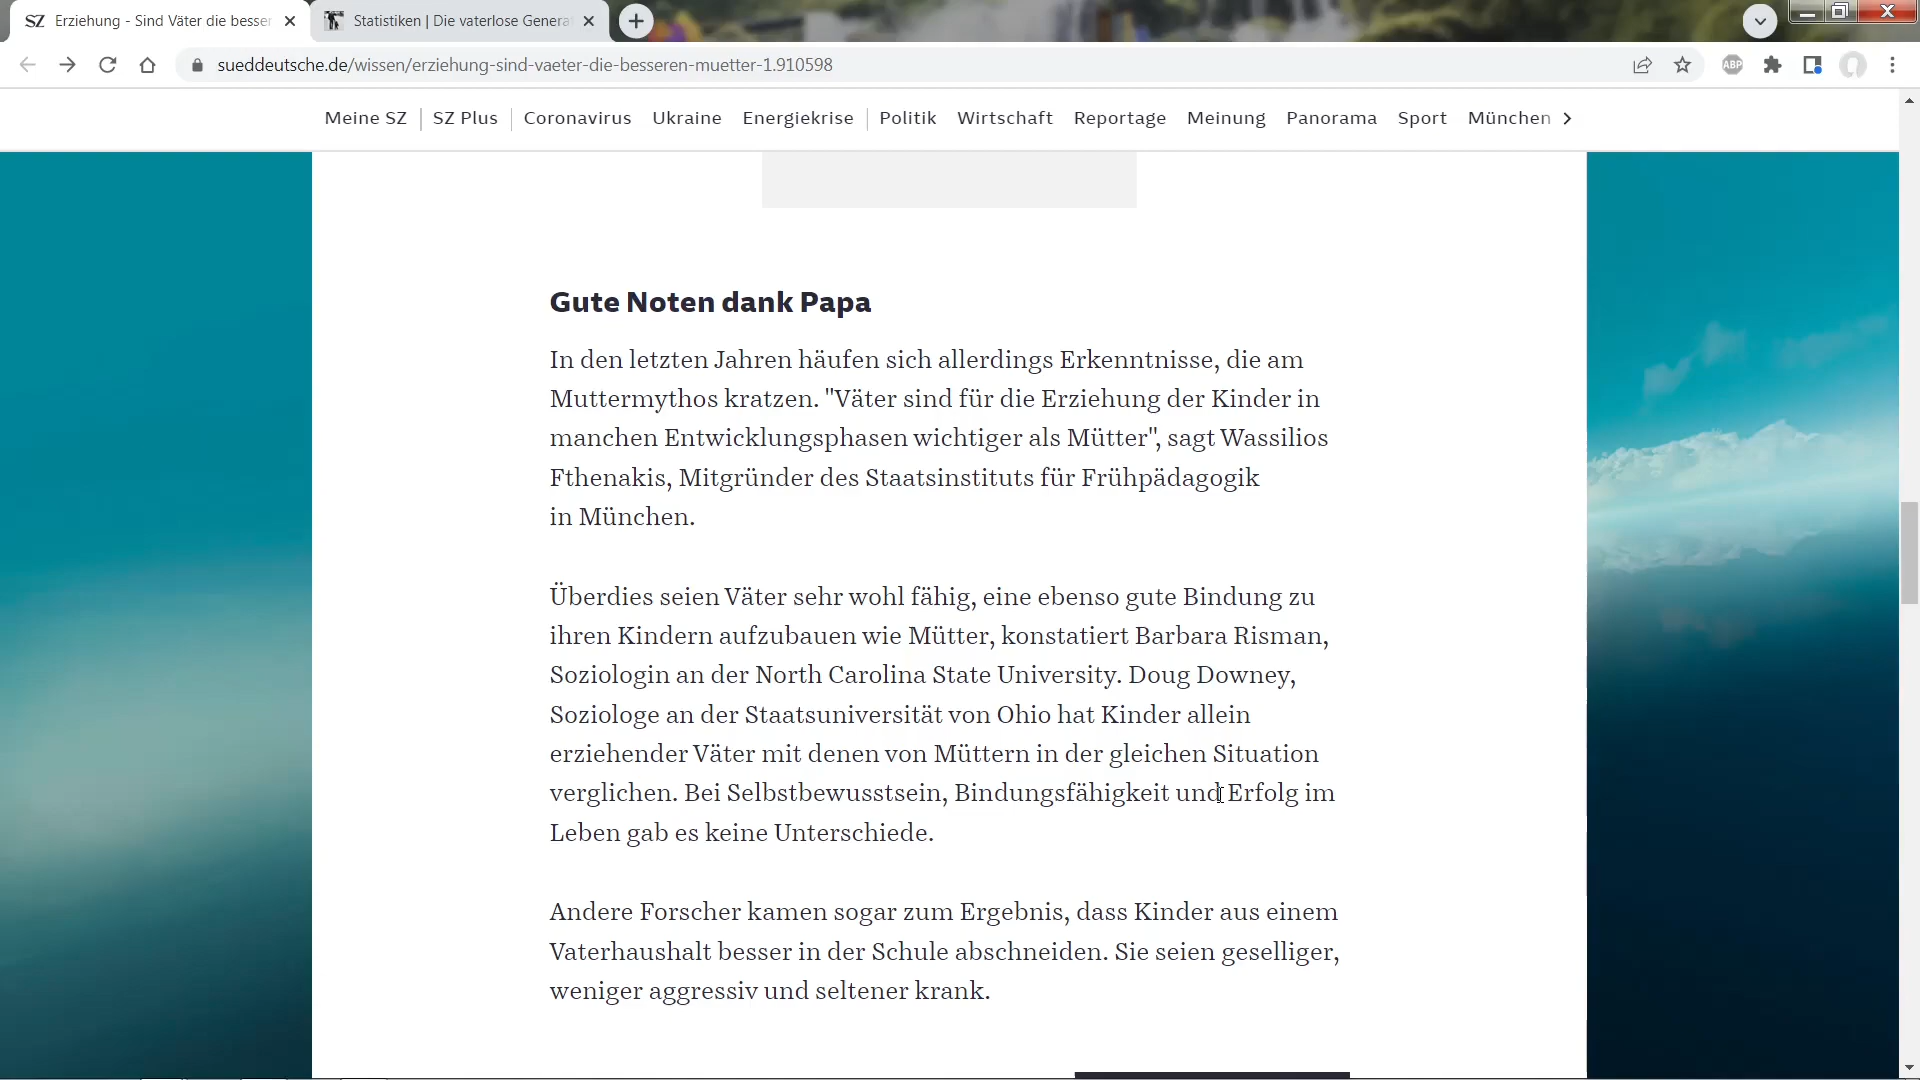 SZ Erziehung - Sind Väter die besser
Statistiken | Die vaterlose Genera
sueddeutsche.de/wissen/erziehung-sind-vaeter-die-besseren-muetter-1.910598
ABP
Meine SZ | SZ Plus | Coronavirus Ukraine Energiekrise | Politik Wirtschaft Reportage Meinung Panorama Sport München
Gute Noten dank Papa
In den letzten Jahren häufen sich allerdings Erkenntnisse, die am
Muttermythos kratzen. "Väter sind für die Erziehung der Kinder in
manchen Entwicklungsphasen wichtiger als Mütter", sagt Wassilios
Fthenakis, Mitgründer des Staatsinstituts für Frühpädagogik
in München.
Überdies seien Väter sehr wohl fähig, eine ebenso gute Bindung zu
ihren Kindern aufzubauen wie Mütter, konstatiert Barbara Risman,
Soziologin an der North Carolina State University. Doug Downey,
Soziologe an der Staatsuniversität von Ohio hat Kinder allein
erziehender Väter mit denen von Müttern in der gleichen Situation
verglichen. Bei Selbstbewusstsein, Bindungsfähigkeit und Erfolg im
Leben gab es keine Unterschiede.
Andere Forscher kamen sogar zum Ergebnis, dass Kinder aus einem
Vaterhaushalt besser in der Schule abschneiden. Sie seien geselliger,
weniger aggressiv und seltener krank.